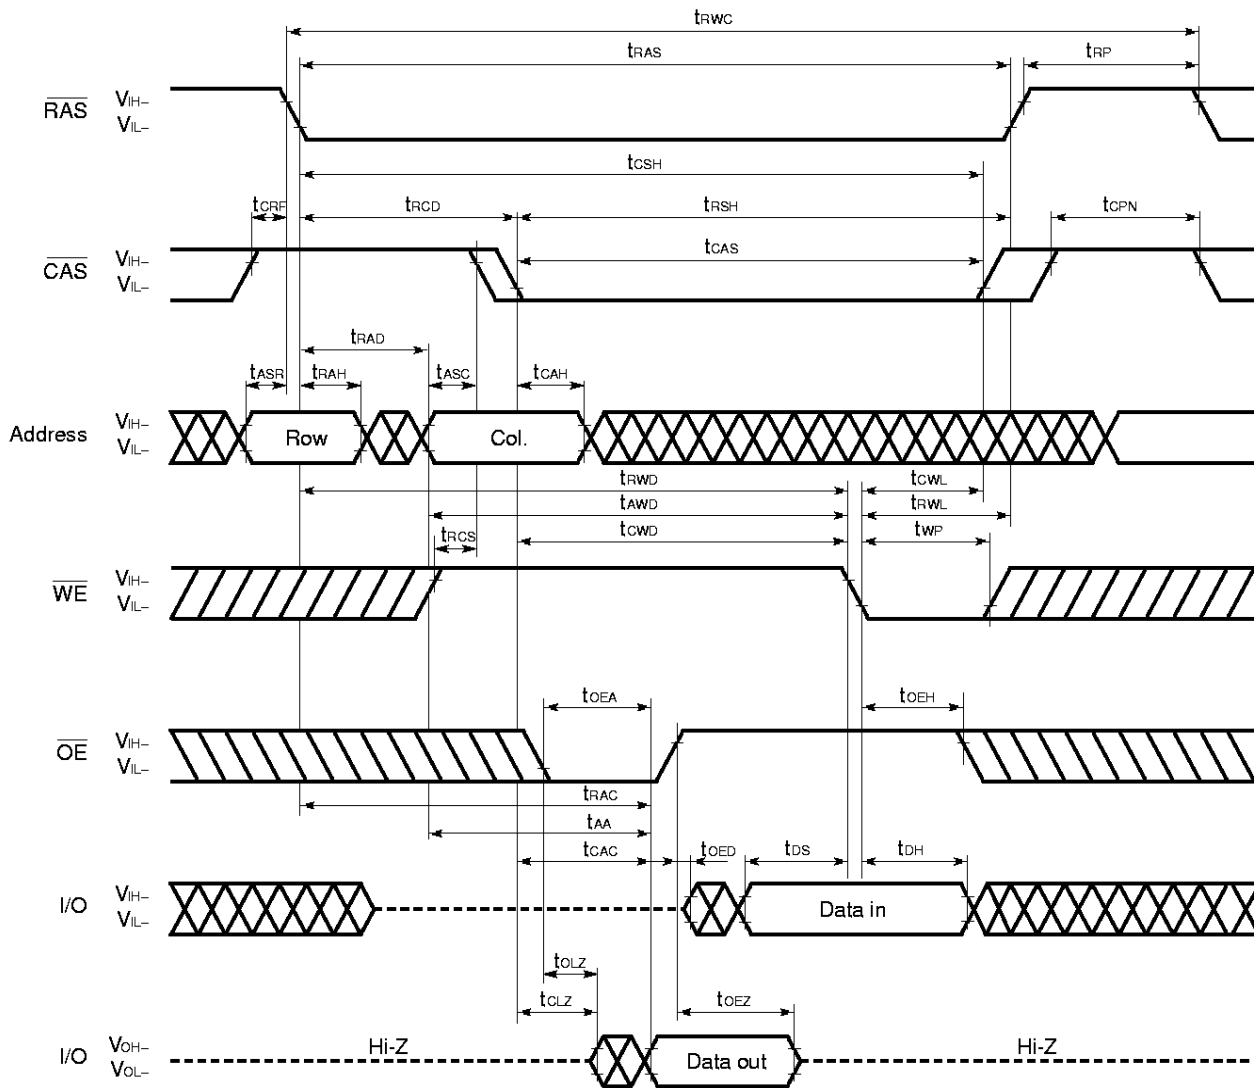 tRWC
tRAS
tRP
RAS
VIH–
VIL–
tCSH
tCRF
tRCD
tRSH
tCPN
CAS
VIH–
VIL–
tCAS
tRAD
tASR
tRAH
tASC
tCAH
Address
VIH–
VIL–
Row
Col.
tRWD
tCWL
tAWD
tRWL
tRCS
tCWD
tWP
WE
VIH–
VIL–
tOEA
tOEH
OE
VIH–
VIL–
tRAC
tAA
tCAC
tOED
tDS
tDH
I/O
VIH–
VIL–
Data in
tOLZ
tCLZ
tOEZ
I/O
VOH–
VOL–
Hi-Z
Data out
Hi-Z